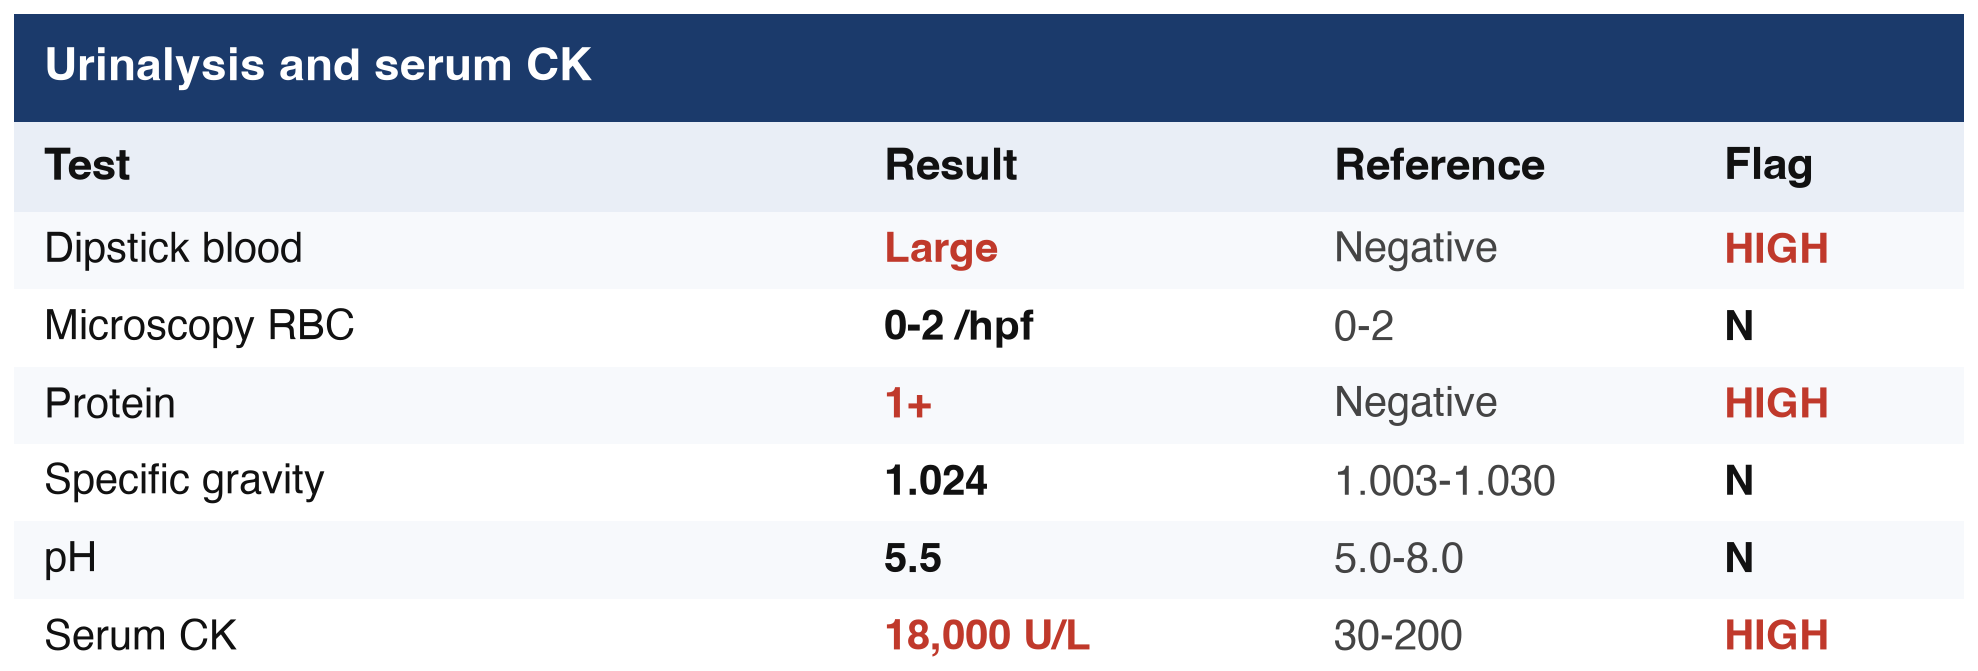 Urinalysis and serum CK
Test Result Reference Flag
Dipstick blood Large Negative HIGH
Microscopy RBC 0-2 /hpf 0-2 N
Protein 1+ Negative HIGH
Specific gravity 1.024 1.003-1.030 N
pH 5.5 5.0-8.0 N
Serum CK 18,000 U/L 30-200 HIGH